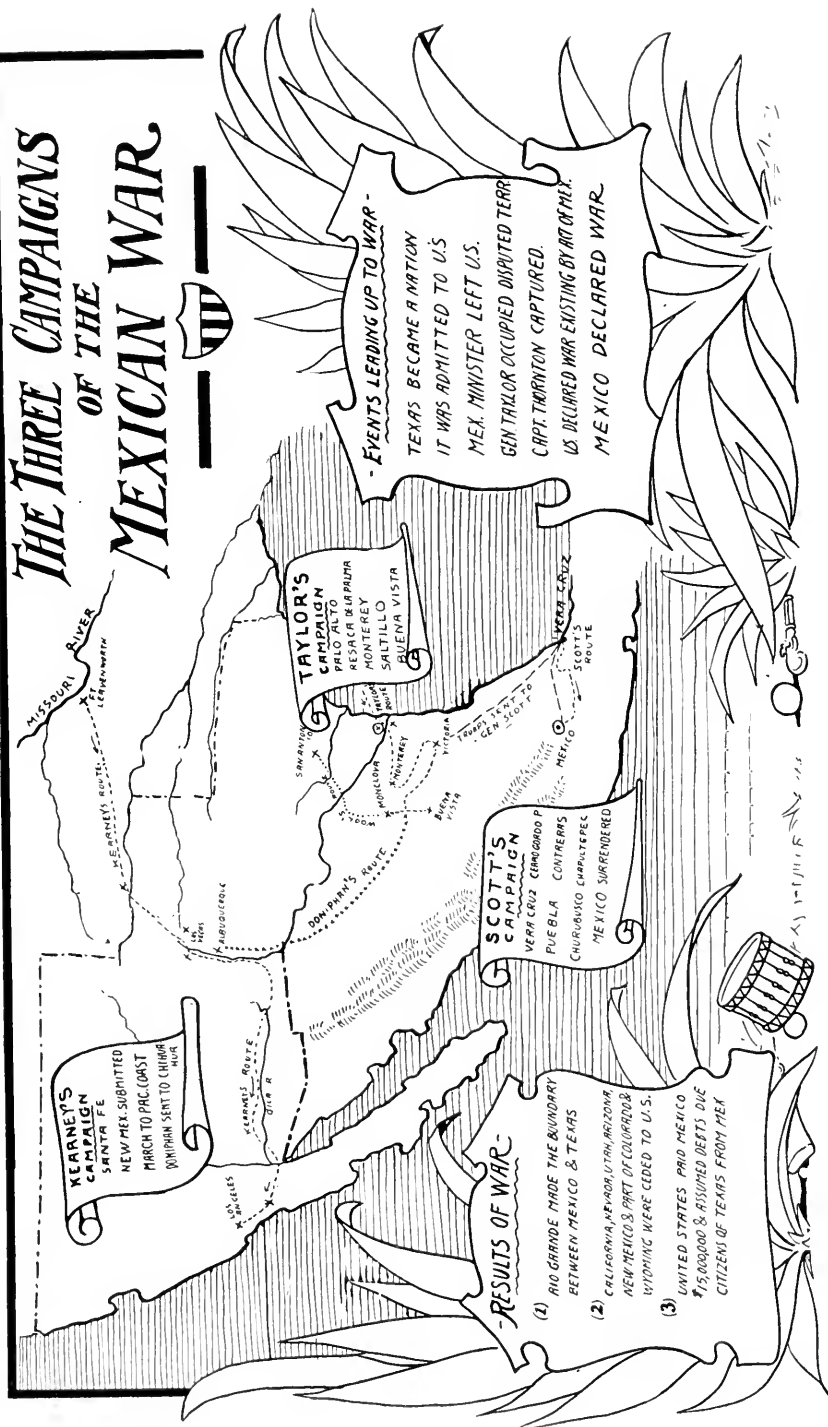 THE THREE CAMPAIGNS
OF THE
MEXICAN WAR
- EVENTS LEADING UP TO WAR -
TEXAS BECAME A NATION
IT WAS ADMITTED TO U.S
MEX. MINISTER LEFT U.S.
GEN TAYLOR OCCUPIED DISPUTED TERR.
CAPT. THORNTON CAPTURED.
U.S. DECLARED WAR EXISTING BY ART OF MEX.
MEXICO DECLARED WAR
KEARNEY'S
CAMPAIGN
SANTA FE
NEW MEX. SUBMITTED
MARCH TO PAC. COAST
DONIPHAN SENT TO CHIHUA
HUA
TAYLOR'S
CAMPAIGN
PALO ALTO
RESACA DE LA PALMA
MONTEREY
SALTILLO
BUENA VISTA
SCOTT'S
CAMPAIGN
VERA CRUZ CERRO GORDO P
PUEBLA CONTRERAS
CHURUBUSCO CHAPULTEPEC
MEXICO SURRENDERED
- RESULTS OF WAR -
(1) RIO GRANDE MADE THE BOUNDARY
BETWEEN MEXICO & TEXAS
(2) CALIFORNIA, NEVADA, UTAH, ARIZONA,
NEW MEXICO & PART OF COLORADO &
WYOMING WERE CEDED TO U.S.
(3) UNITED STATES PAID MEXICO
$15,000,000 & ASSUMED DEBTS DUE
CITIZENS OF TEXAS FROM MEX
MISSOURI RIVER
FT
LEAVENWORTH
KEARNEY'S ROUTE
LAS
VEGAS
ALBUQUERQUE
KEARNEY'S ROUTE
GILA R
LOS
ANGELES
DONIPHAN'S ROUTE
SAN ANTON
MONCLOVA
TAYLOR'S
ROUTE
MONTEREY
VICTORIA
BUENA
VISTA
TROOPS SENT TO
GEN SCOTT
MEXICO
VERA CRUZ
SCOTT'S
ROUTE